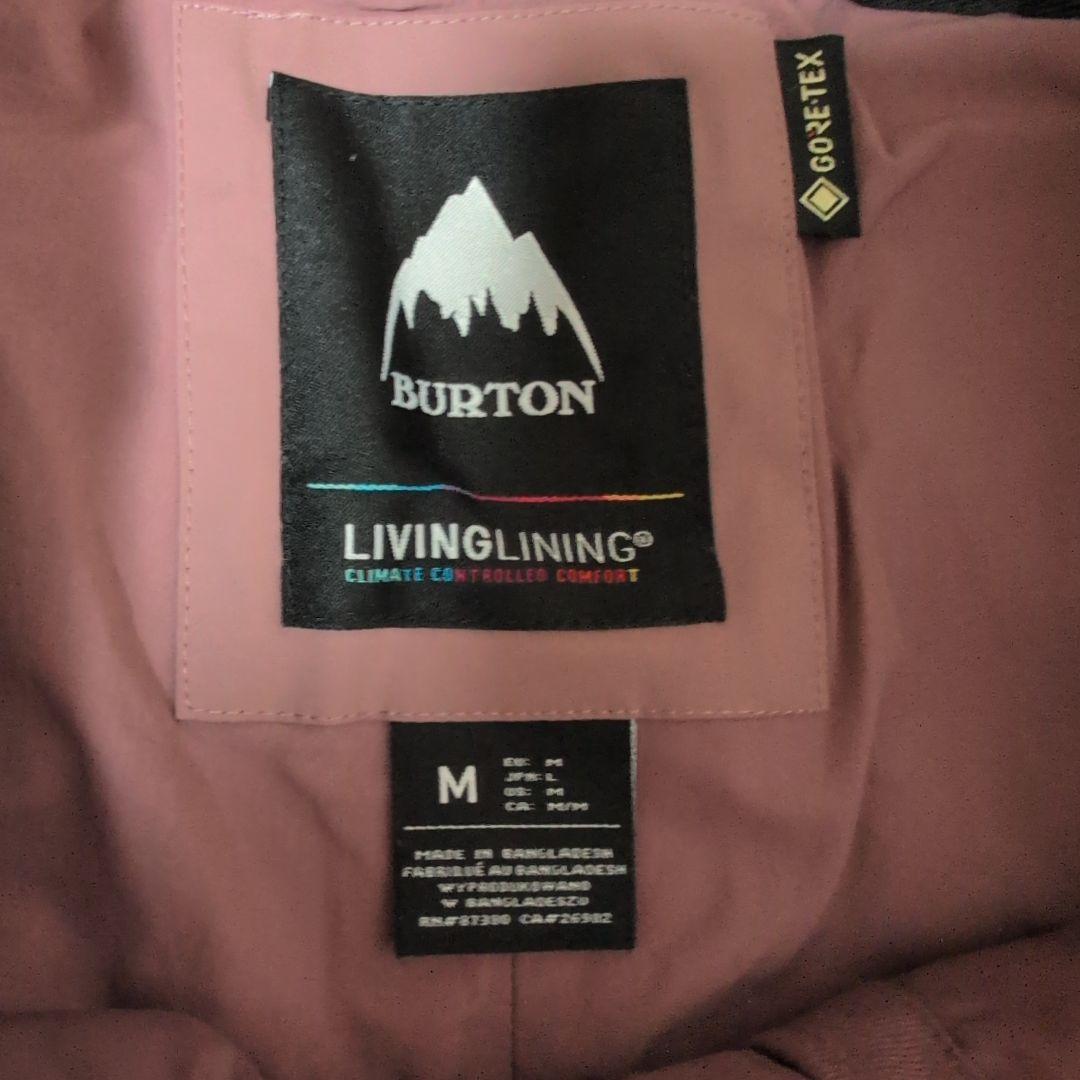 GORE-TEX
BURTON
LIVINGLINING®
CLIMATE CONTROLLED COMFORT
M
EU: M
JPN: L
US: M
CA: M/M
MADE IN BANGLADESH
FABRIQUÉ AU BANGLADESH
WYPRODUKOWANO
W BANGLADESZU
RN#87380 CA#26982